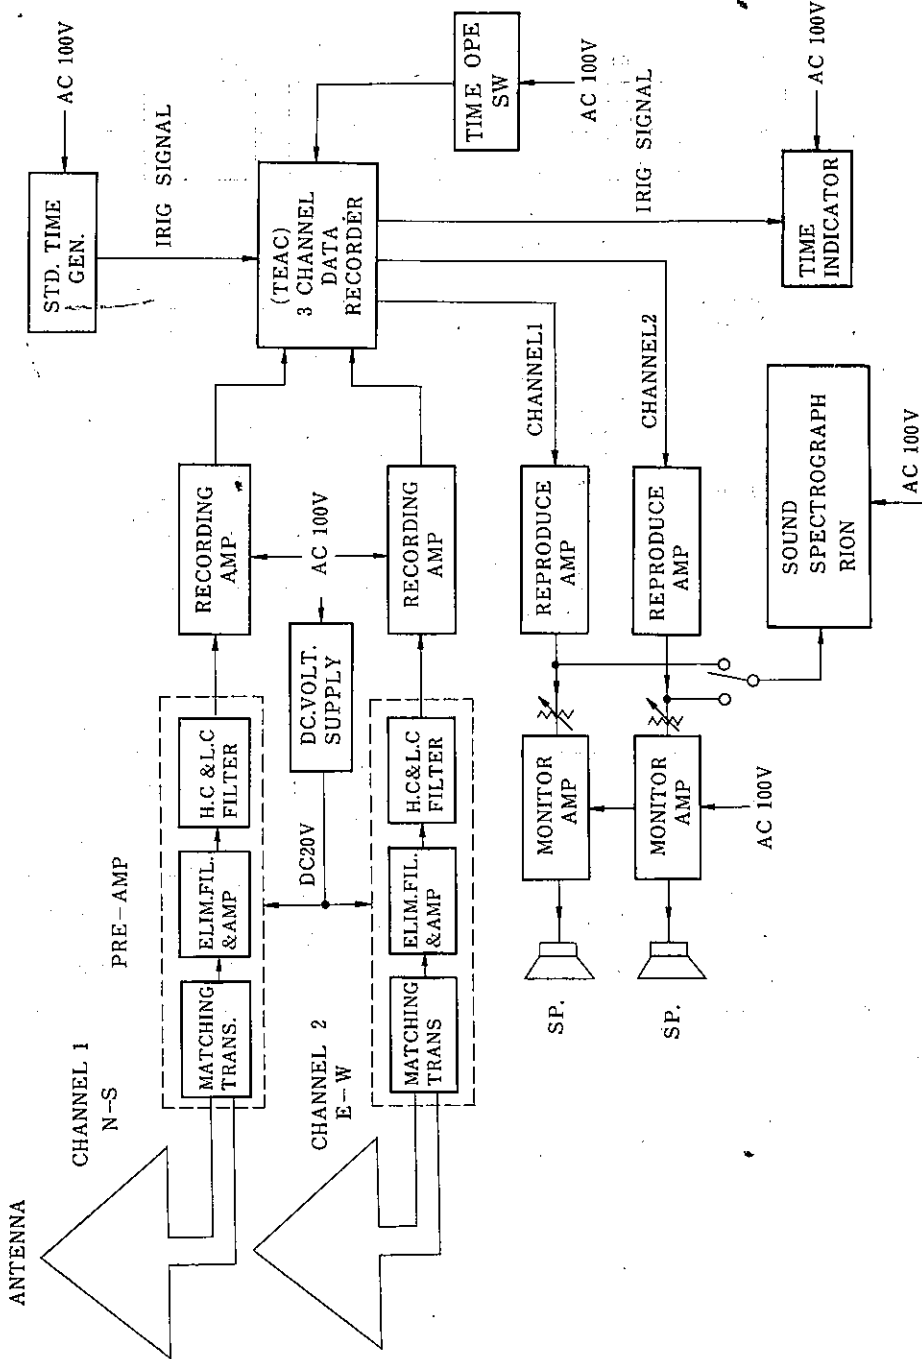 ANTENNA
CHANNEL 1
N-S
PRE-AMP
MATCHING
TRANS.
ELIM.FIL.
&AMP
H.C&L.C
FILTER
RECORDING
AMP.
STD. TIME
GEN.
AC 100V
IRIG SIGNAL
CHANNEL 2
E-W
DC20V
DC.VOLT.
SUPPLY
AC 100V
MATCHING
TRANS
ELIM.FIL.
&AMP
H.C&L.C
FILTER
RECORDING
AMP
(TEAC)
3 CHANNEL
DATA
RECORDER
TIME OPE
SW
AC 100V
SP.
MONITOR
AMP
REPRODUCE
AMP
CHANNEL1
IRIG SIGNAL
SP.
MONITOR
AMP
REPRODUCE
AMP
CHANNEL2
AC 100V
SOUND
SPECTROGRAPH
RION
AC 100V
TIME
INDICATOR
AC 100V